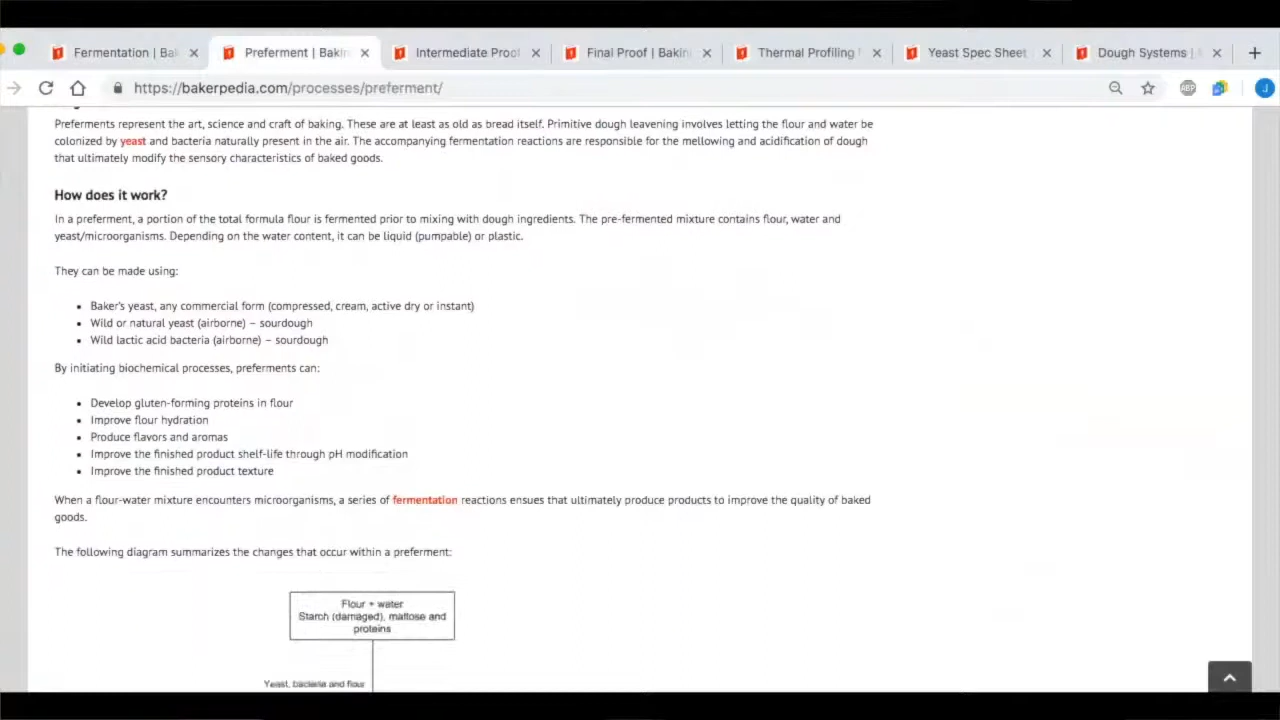 Fermentation | Bak
Preferment | Bakin
Intermediate Proof
Final Proof | Bakin
Thermal Profiling
Yeast Spec Sheet
Dough Systems |
https://bakerpedia.com/processes/preferment/
ABP
J
Preferments represent the art, science and craft of baking. These are at least as old as bread itself. Primitive dough leavening involves letting the flour and water be
colonized by yeast and bacteria naturally present in the air. The accompanying fermentation reactions are responsible for the mellowing and acidification of dough
that ultimately modify the sensory characteristics of baked goods.
How does it work?
In a preferment, a portion of the total formula flour is fermented prior to mixing with dough ingredients. The pre-fermented mixture contains flour, water and
yeast/microorganisms. Depending on the water content, it can be liquid (pumpable) or plastic.
They can be made using:
• Baker's yeast, any commercial form (compressed, cream, active dry or instant)
• Wild or natural yeast (airborne) – sourdough
• Wild lactic acid bacteria (airborne) – sourdough
By initiating biochemical processes, preferments can:
• Develop gluten-forming proteins in flour
• Improve flour hydration
• Produce flavors and aromas
• Improve the finished product shelf-life through pH modification
• Improve the finished product texture
When a flour-water mixture encounters microorganisms, a series of fermentation reactions ensues that ultimately produce products to improve the quality of baked
goods.
The following diagram summarizes the changes that occur within a preferment:
Flour + water
Starch (damaged), maltose and
proteins
Yeast, bacteria and flour